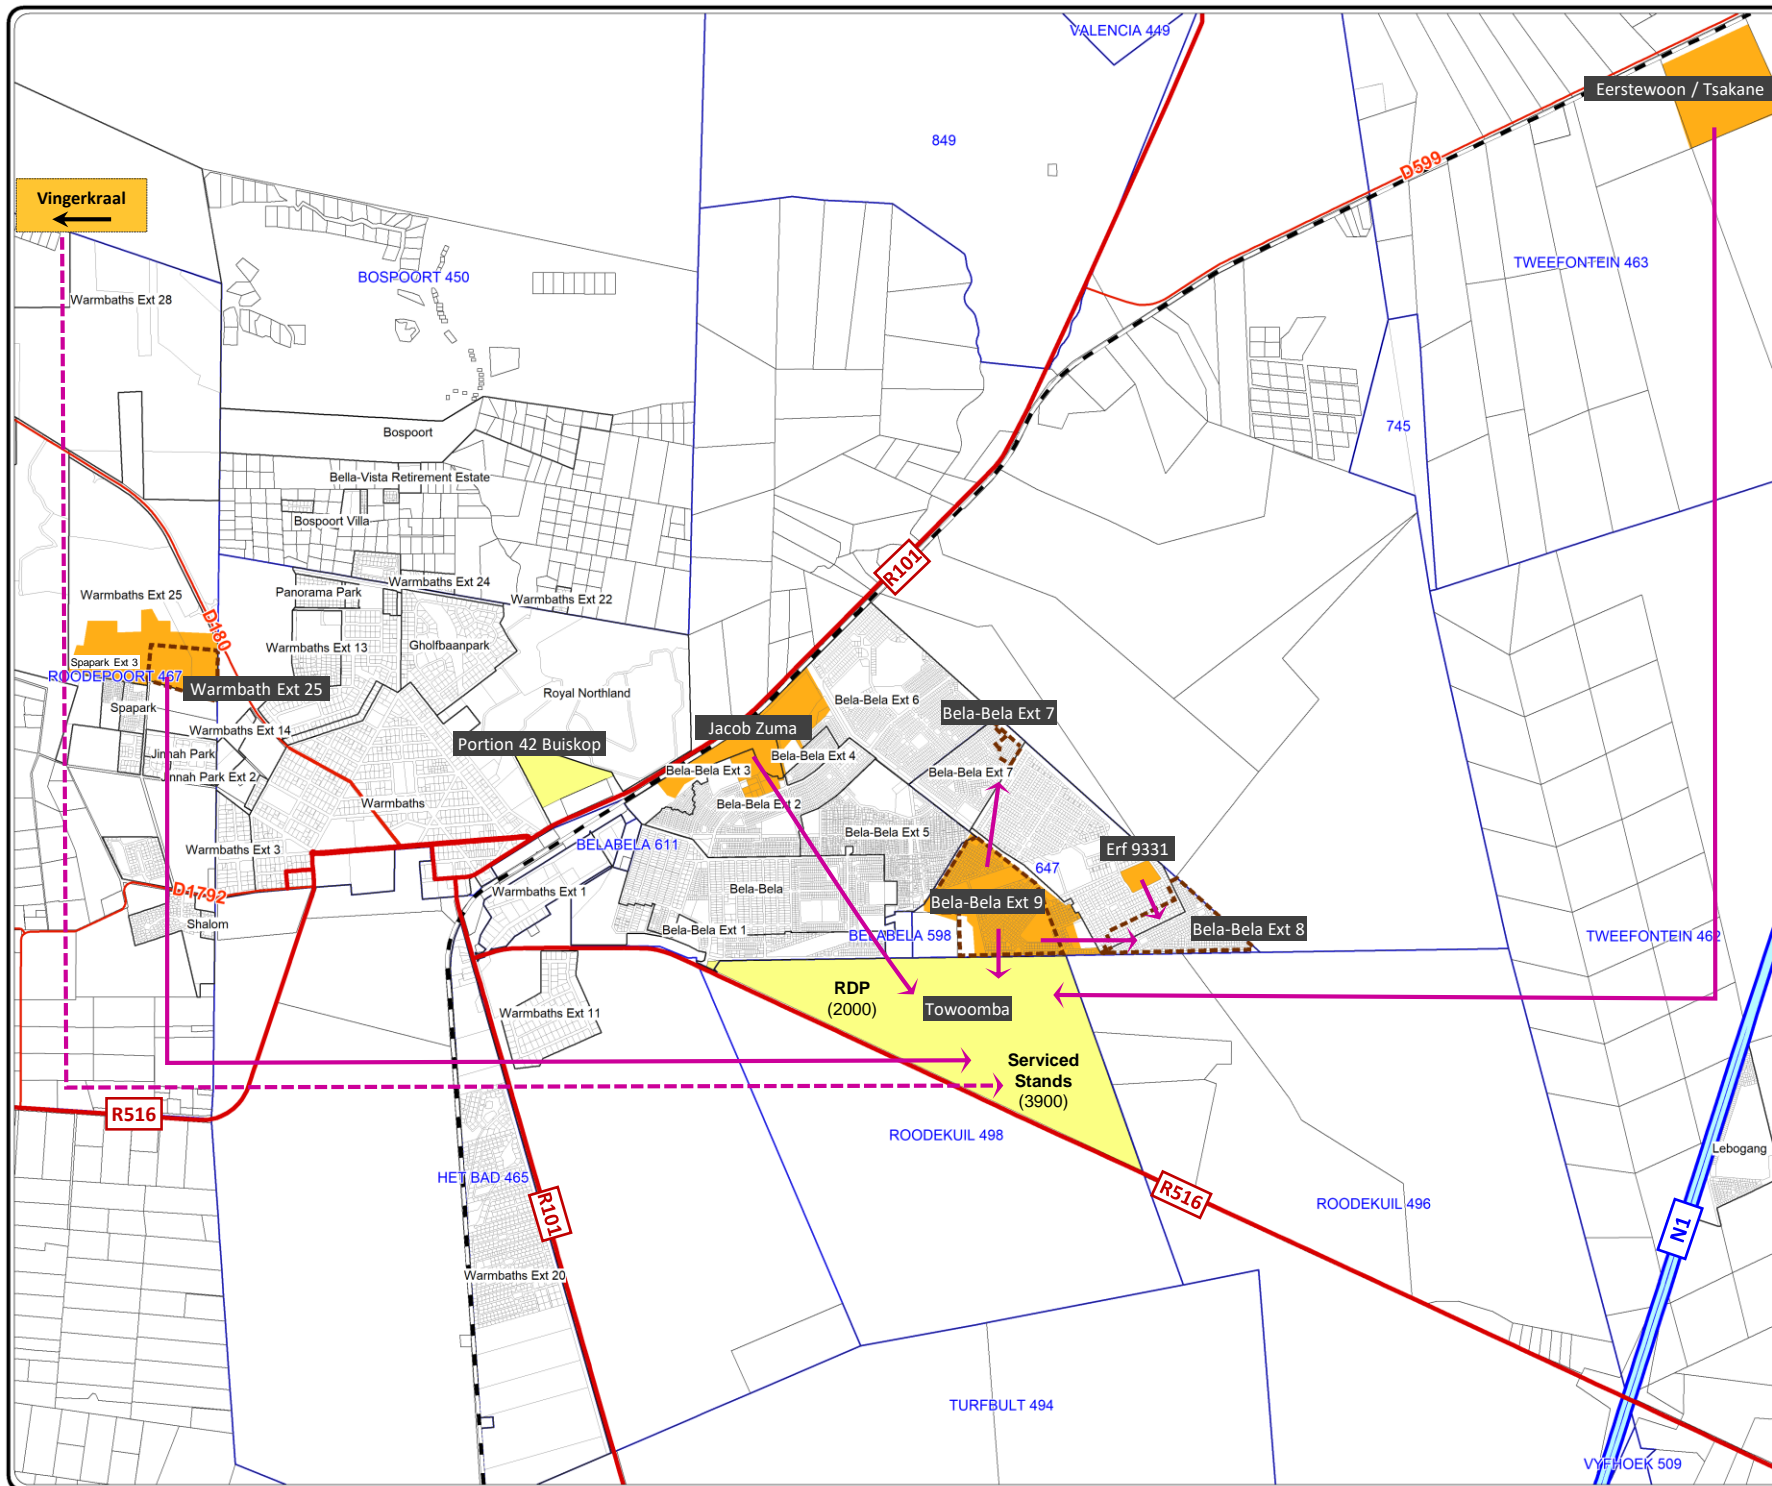 VALENCIA 449
Eerstewoon / Tsakane
849
D599
Vingerkraal
TWEEFONTEIN 463
BOSPOORT 450
Warmbaths Ext 28
745
Bospoort
Bella-Vista Retirement Estate
Bospoort Villa
R101
Warmbaths Ext 24
Panorama Park
Warmbaths Ext 25
Warmbaths Ext 22
D180
Warmbaths Ext 13
Gholfbaanpark
Spapark Ext 3
ROODEPOORT 467
Warmbath Ext 25
Royal Northland
Bela-Bela Ext 6
Spapark
Bela-Bela Ext 7
Jacob Zuma
Warmbaths Ext 14
Portion 42 Buiskop
Jinnah Park
Bela-Bela Ext 4
Bela-Bela Ext 3
Bela-Bela Ext 7
Jinnah Park Ext 2
Warmbaths
Bela-Bela Ext 2
Bela-Bela Ext 5
BELABELA 611
Warmbaths Ext 3
Erf 9331
647
D1792
Warmbaths Ext 1
Bela-Bela
Bela-Bela Ext 9
Shalom
Bela-Bela Ext 1
BELABELA 598
Bela-Bela Ext 8
TWEEFONTEIN 462
RDP
(2000)
Towoomba
Warmbaths Ext 11
Serviced
Stands
(3900)
R516
ROODEKUIL 498
Lebogang
HET BAD 465
R101
R516
ROODEKUIL 496
N1
Warmbaths Ext 20
TURFBULT 494
VYFHOEK 509